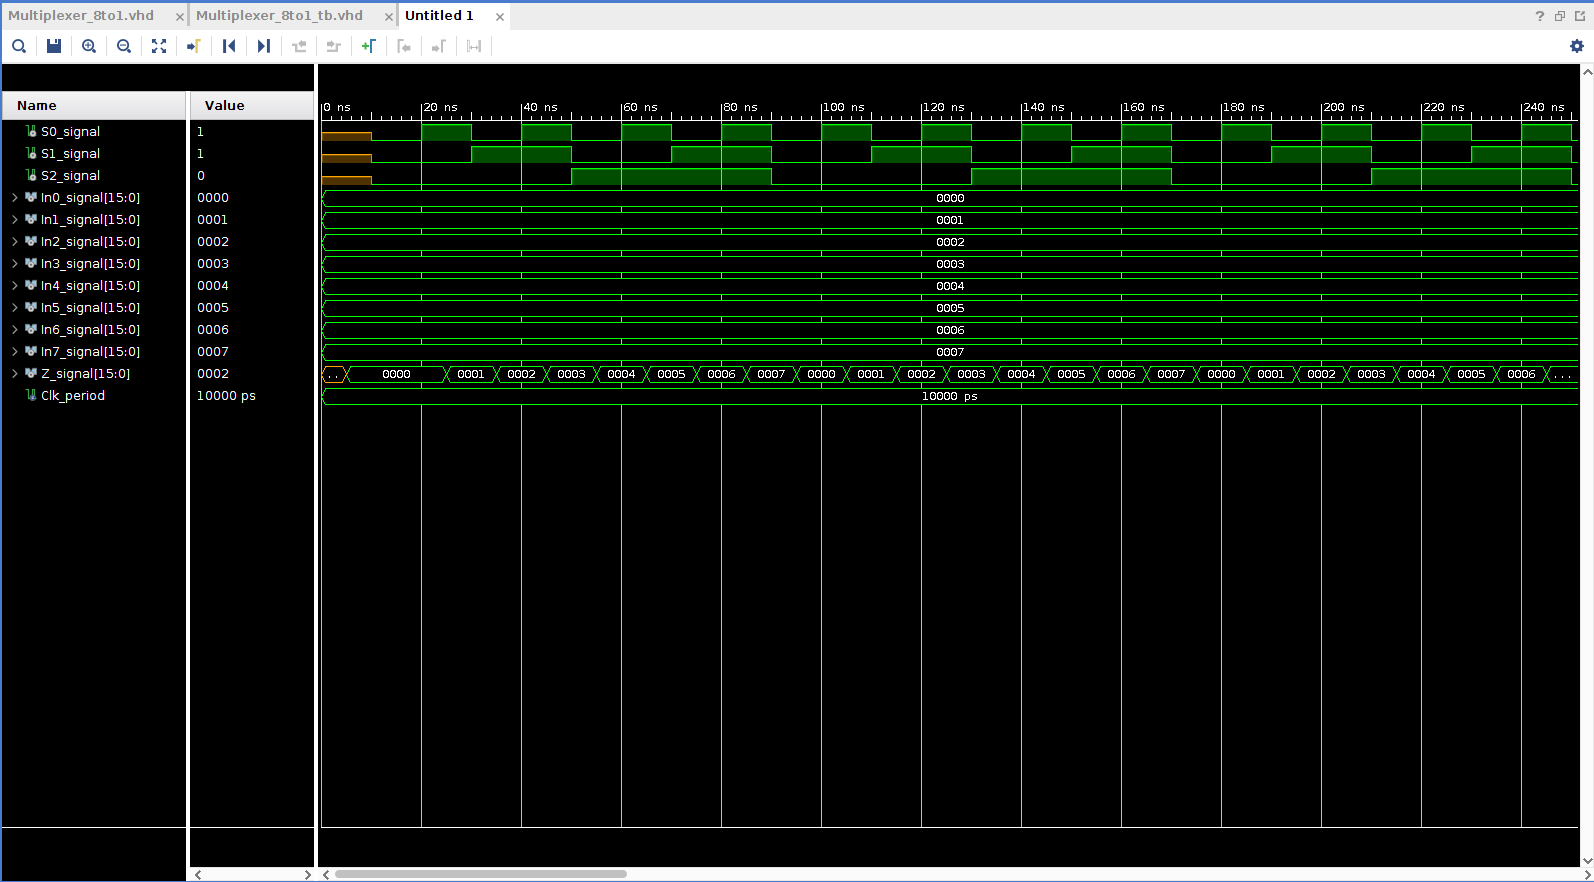 Multiplexer_8to1.vhd × Multiplexer_8to1_tb.vhd × Untitled 1 × ?
Name Value 0 ns 20 ns 40 ns 60 ns 80 ns 100 ns 120 ns 140 ns 160 ns 180 ns 200 ns 220 ns 240 ns
S0_signal 1
S1_signal 1
S2_signal 0
In0_signal[15:0] 0000 0000
In1_signal[15:0] 0001 0001
In2_signal[15:0] 0002 0002
In3_signal[15:0] 0003 0003
In4_signal[15:0] 0004 0004
In5_signal[15:0] 0005 0005
In6_signal[15:0] 0006 0006
In7_signal[15:0] 0007 0007
Z_signal[15:0] 0002 .. 0000 0001 0002 0003 0004 0005 0006 0007 0000 0001 0002 0003 0004 0005 0006 0007 0000 0001 0002 0003 0004 0005 0006 ...
Clk_period 10000 ps 10000 ps